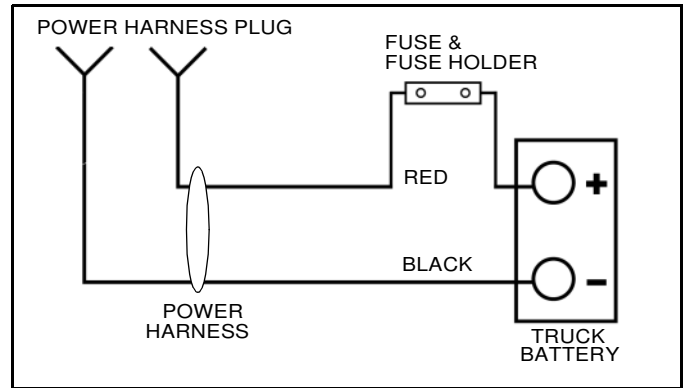 POWER HARNESS PLUG
FUSE &
FUSE HOLDER
RED
+
BLACK
-
POWER
HARNESS
TRUCK
BATTERY